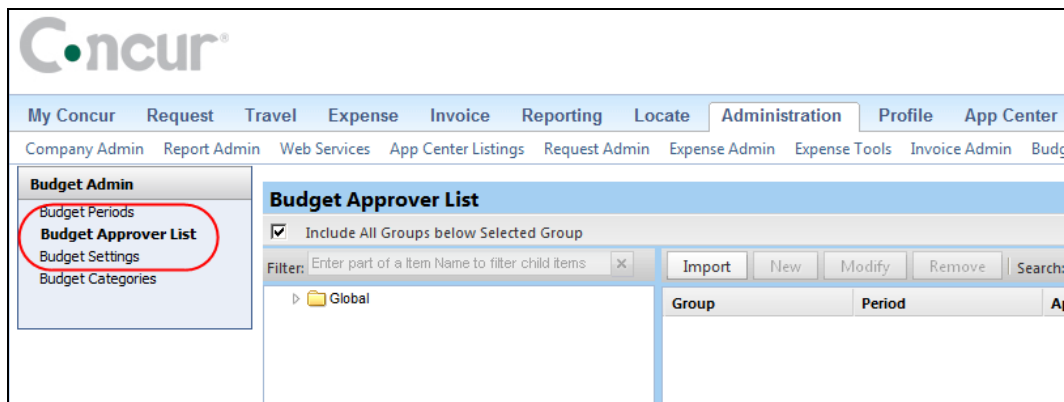 Concur®
My Concur Request Travel Expense Invoice Reporting Locate Administration Profile App Center
Company Admin Report Admin Web Services App Center Listings Request Admin Expense Admin Expense Tools Invoice Admin
Budget Admin
Budget Periods
Budget Approver List
Budget Settings
Budget Categories
Budget Approver List
Include All Groups below Selected Group
Filter: Enter part of a Item Name to filter child items
Import New Modify Remove Search:
Global
Group Period